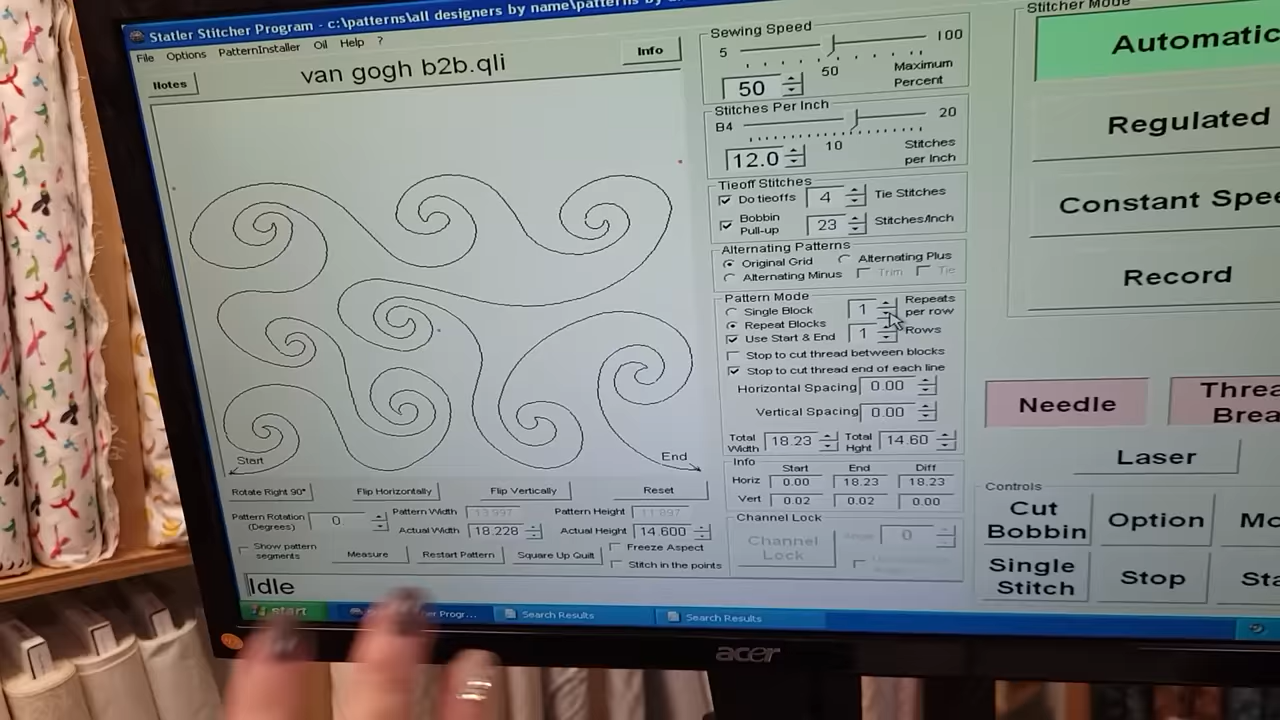 Statler Stitcher Program - c:\patterns\all designers by name\patterns by
File Options PatternInstaller Oil Help ?
Notes
van gogh b2b.qli
Info
Start
End
Rotate Right 90°
Flip Horizontally
Flip Vertically
Reset
Pattern Rotation (Degrees)
0
Pattern Width
13.997
Pattern Height
11.897
Actual Width
18.228
Actual Height
14.600
Show pattern segments
Measure
Restart Pattern
Square Up Quilt
Freeze Aspect
Stitch in the points
Idle
Sewing Speed
5
100
50
50
Maximum Percent
Stitches Per Inch
B4
20
10
12.0
Stitches per Inch
Tieoff Stitches
Do tieoffs
4
Tie Stitches
Bobbin Pull-up
23
Stitches/Inch
Alternating Patterns
Original Grid
Alternating Plus
Alternating Minus
Trim
Tie
Pattern Mode
Single Block
1
Repeats per row
Repeat Blocks
Use Start & End
1
Rows
Stop to cut thread between blocks
Stop to cut thread end of each line
Horizontal Spacing
0.00
Vertical Spacing
0.00
Total Width
18.23
Total Hght
14.60
Info
Start End Diff
Horiz 0.00 18.23 18.23
Vert 0.02 0.02 0.00
Channel Lock
Channel Lock
0
Stitcher Mode
Automatic
Regulated
Constant Spee
Record
Needle
Threa
Brea
Laser
Controls
Cut Bobbin
Option
Mo
Single Stitch
Stop
Sta
start
er Progr...
Search Results
Search Results
acer